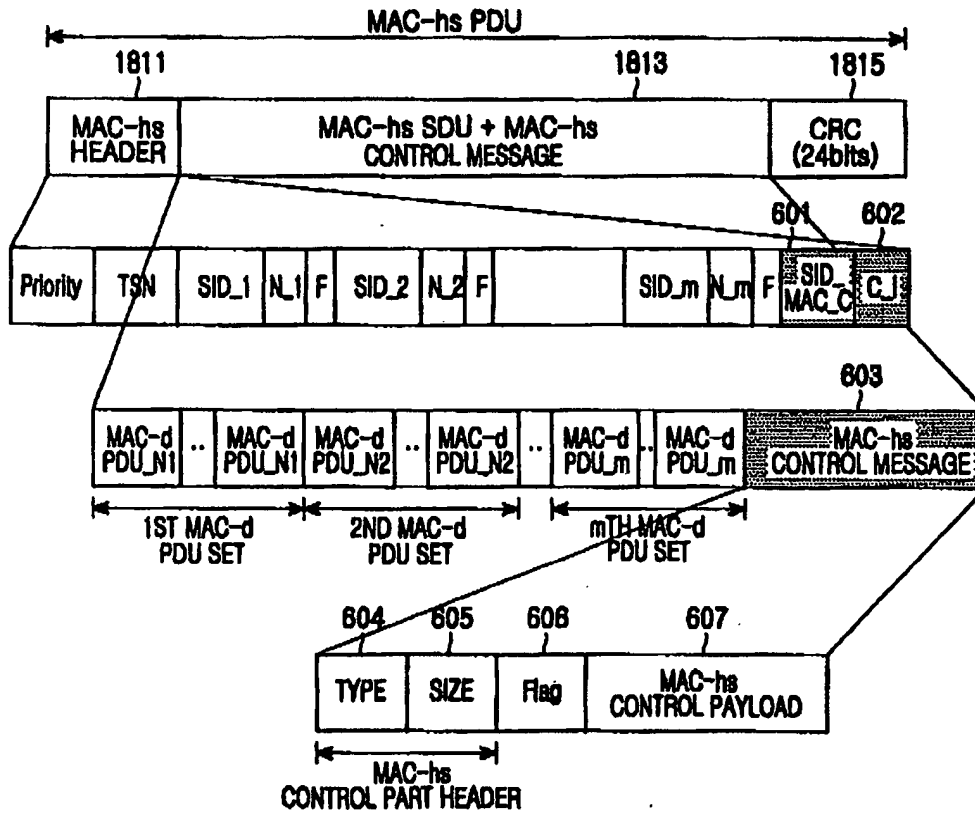 MAC-hs PDU
1811
1813
1815
MAC-hs
HEADER
MAC-hs SDU + MAC-hs
CONTROL MESSAGE
CRC
(24bits)
601
602
Priority
TSN
SID_1
N_1
F
SID_2
N_2
F
SID_m
N_m
F
SID_
MAC_C
C_I
603
MAC-d
PDU_N1
..
MAC-d
PDU_N1
MAC-d
PDU_N2
..
MAC-d
PDU_N2
..
MAC-d
PDU_m
..
MAC-d
PDU_m
MAC-hs
CONTROL MESSAGE
1ST MAC-d
PDU SET
2ND MAC-d
PDU SET
mTH MAC-d
PDU SET
604
605
606
607
TYPE
SIZE
Flag
MAC-hs
CONTROL PAYLOAD
MAC-hs
CONTROL PART HEADER